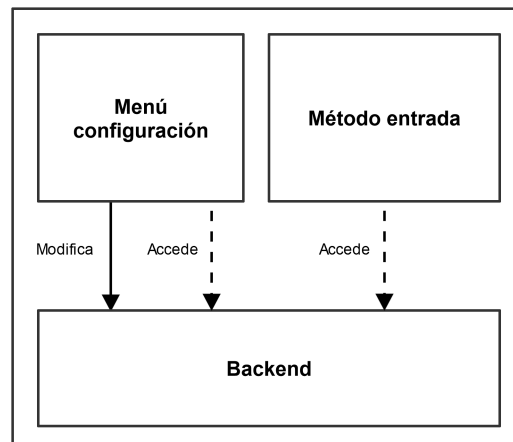 Menú
configuración
Método entrada
Modifica
Accede
Accede
Backend